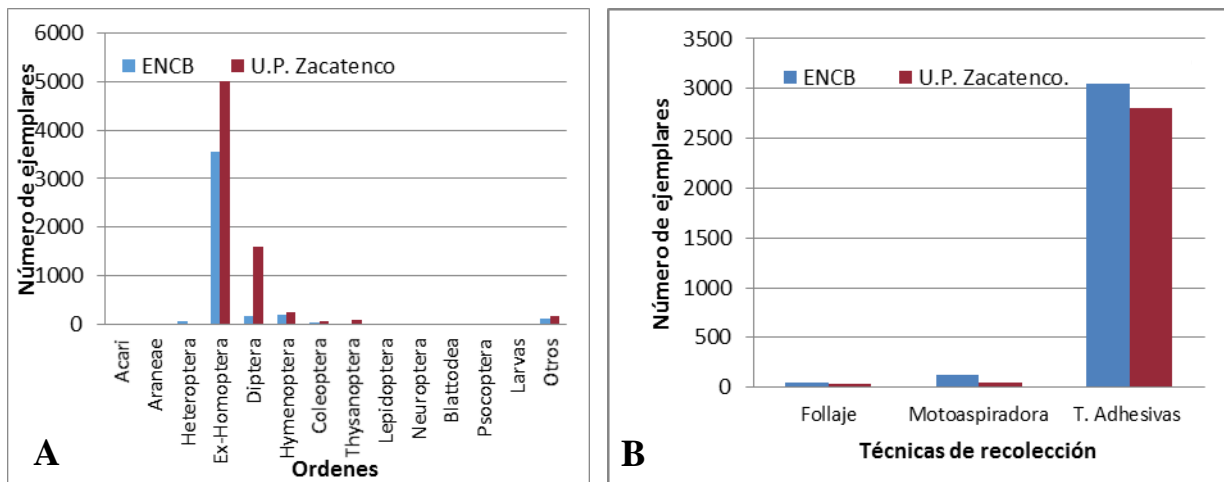 6000
5000
4000
3000
2000
1000
0
Número de ejemplares
ENCB
U.P. Zacatenco
Acari
Araneae
Heteroptera
Ex-Homoptera
Diptera
Hymenoptera
Coleoptera
Thysanoptera
Lepidoptera
Neuroptera
Blattodea
Psocoptera
Larvas
Otros
Ordenes
A
3500
3000
2500
2000
1500
1000
500
0
Número de ejemplares
ENCB
U.P. Zacatenco.
Follaje
Motoaspiradora
T. Adhesivas
Técnicas de recolección
B